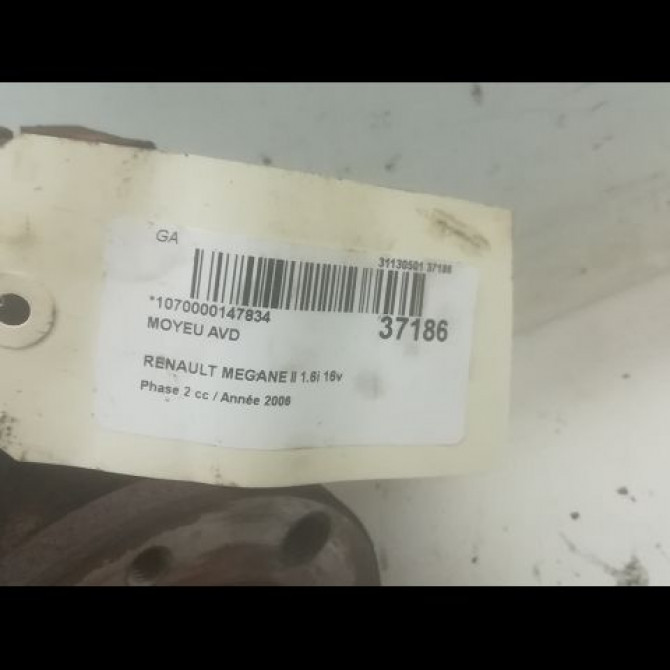 GA
31130501 37186
*1070000147834
37186
MOYEU AVD
RENAULT MEGANE II 1.6i 16v
Phase 2 cc / Année 2006